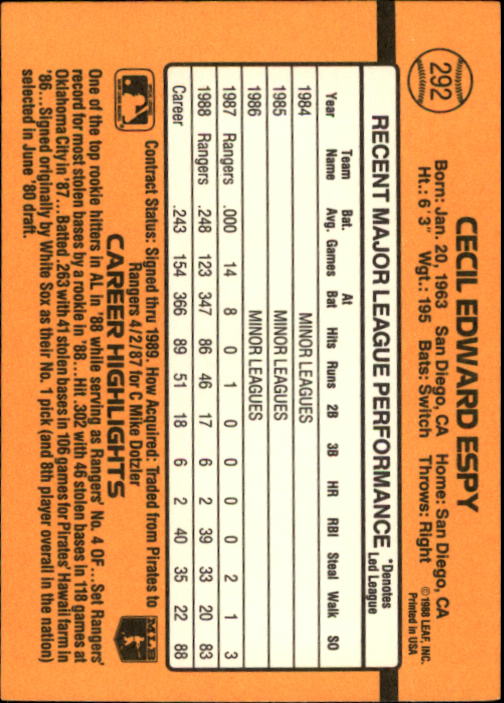 292
CECIL EDWARD ESPY
Born: Jan. 20, 1963 San Diego, CA Home: San Diego, CA
Ht.: 6'3" Wgt.: 195 Bats: Switch Throws: Right
©1988 LEAF, INC.
Printed in USA
RECENT MAJOR LEAGUE PERFORMANCE
*Denotes
Led League
Year Team Name Bat. Avg. Games At Bat Hits Runs 2B 3B HR RBI Steal Walk SO
1984 MINOR LEAGUES
1985 MINOR LEAGUES
1986 MINOR LEAGUES
1987 Rangers .000 14 8 0 1 0 0 0 0 2 1 3
1988 Rangers .248 123 347 86 46 17 6 2 39 33 20 83
Career .243 154 366 89 51 18 6 2 40 35 22 88
Contract Status: Signed thru 1989. How Acquired: Traded from Pirates to
Rangers 4/2/87 for C Mike Dotzler
MLB
CAREER HIGHLIGHTS
One of the top rookie hitters in AL in '88 while serving as Rangers' No. 4 OF...Set Rangers'
record for most stolen bases by a rookie in '88...Hit .302 with 46 stolen bases in 118 games at
Oklahoma City in '87...Batted .263 with 41 stolen bases in 106 games for Pirates' Hawaii farm in
'86...Signed originally by White Sox as their No. 1 pick (and 8th player overall in the nation)
selected in June '80 draft.